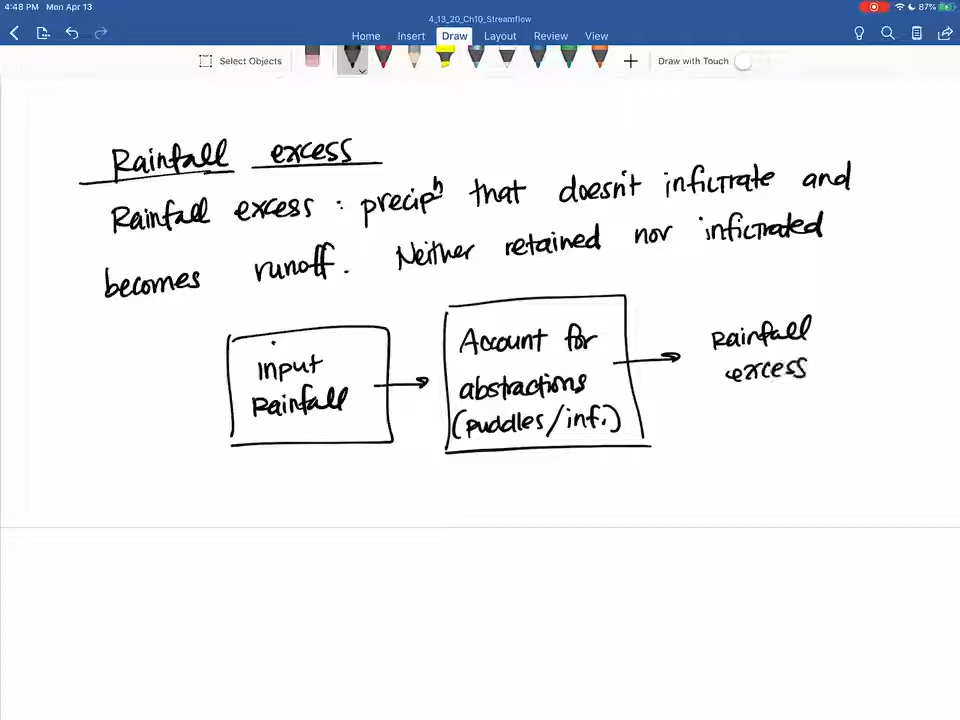 4:48 PM Mon Apr 13
87%
4_13_20_Ch10_Streamflow
Home Insert Draw Layout Review View
Select Objects
Draw with Touch
Rainfall excess
Rainfall excess : precipⁿ that doesn't infiltrate and
becomes runoff. Neither retained nor infiltrated
input
Rainfall
Account for
abstractions
(puddles/inf.)
Rainfall
excess